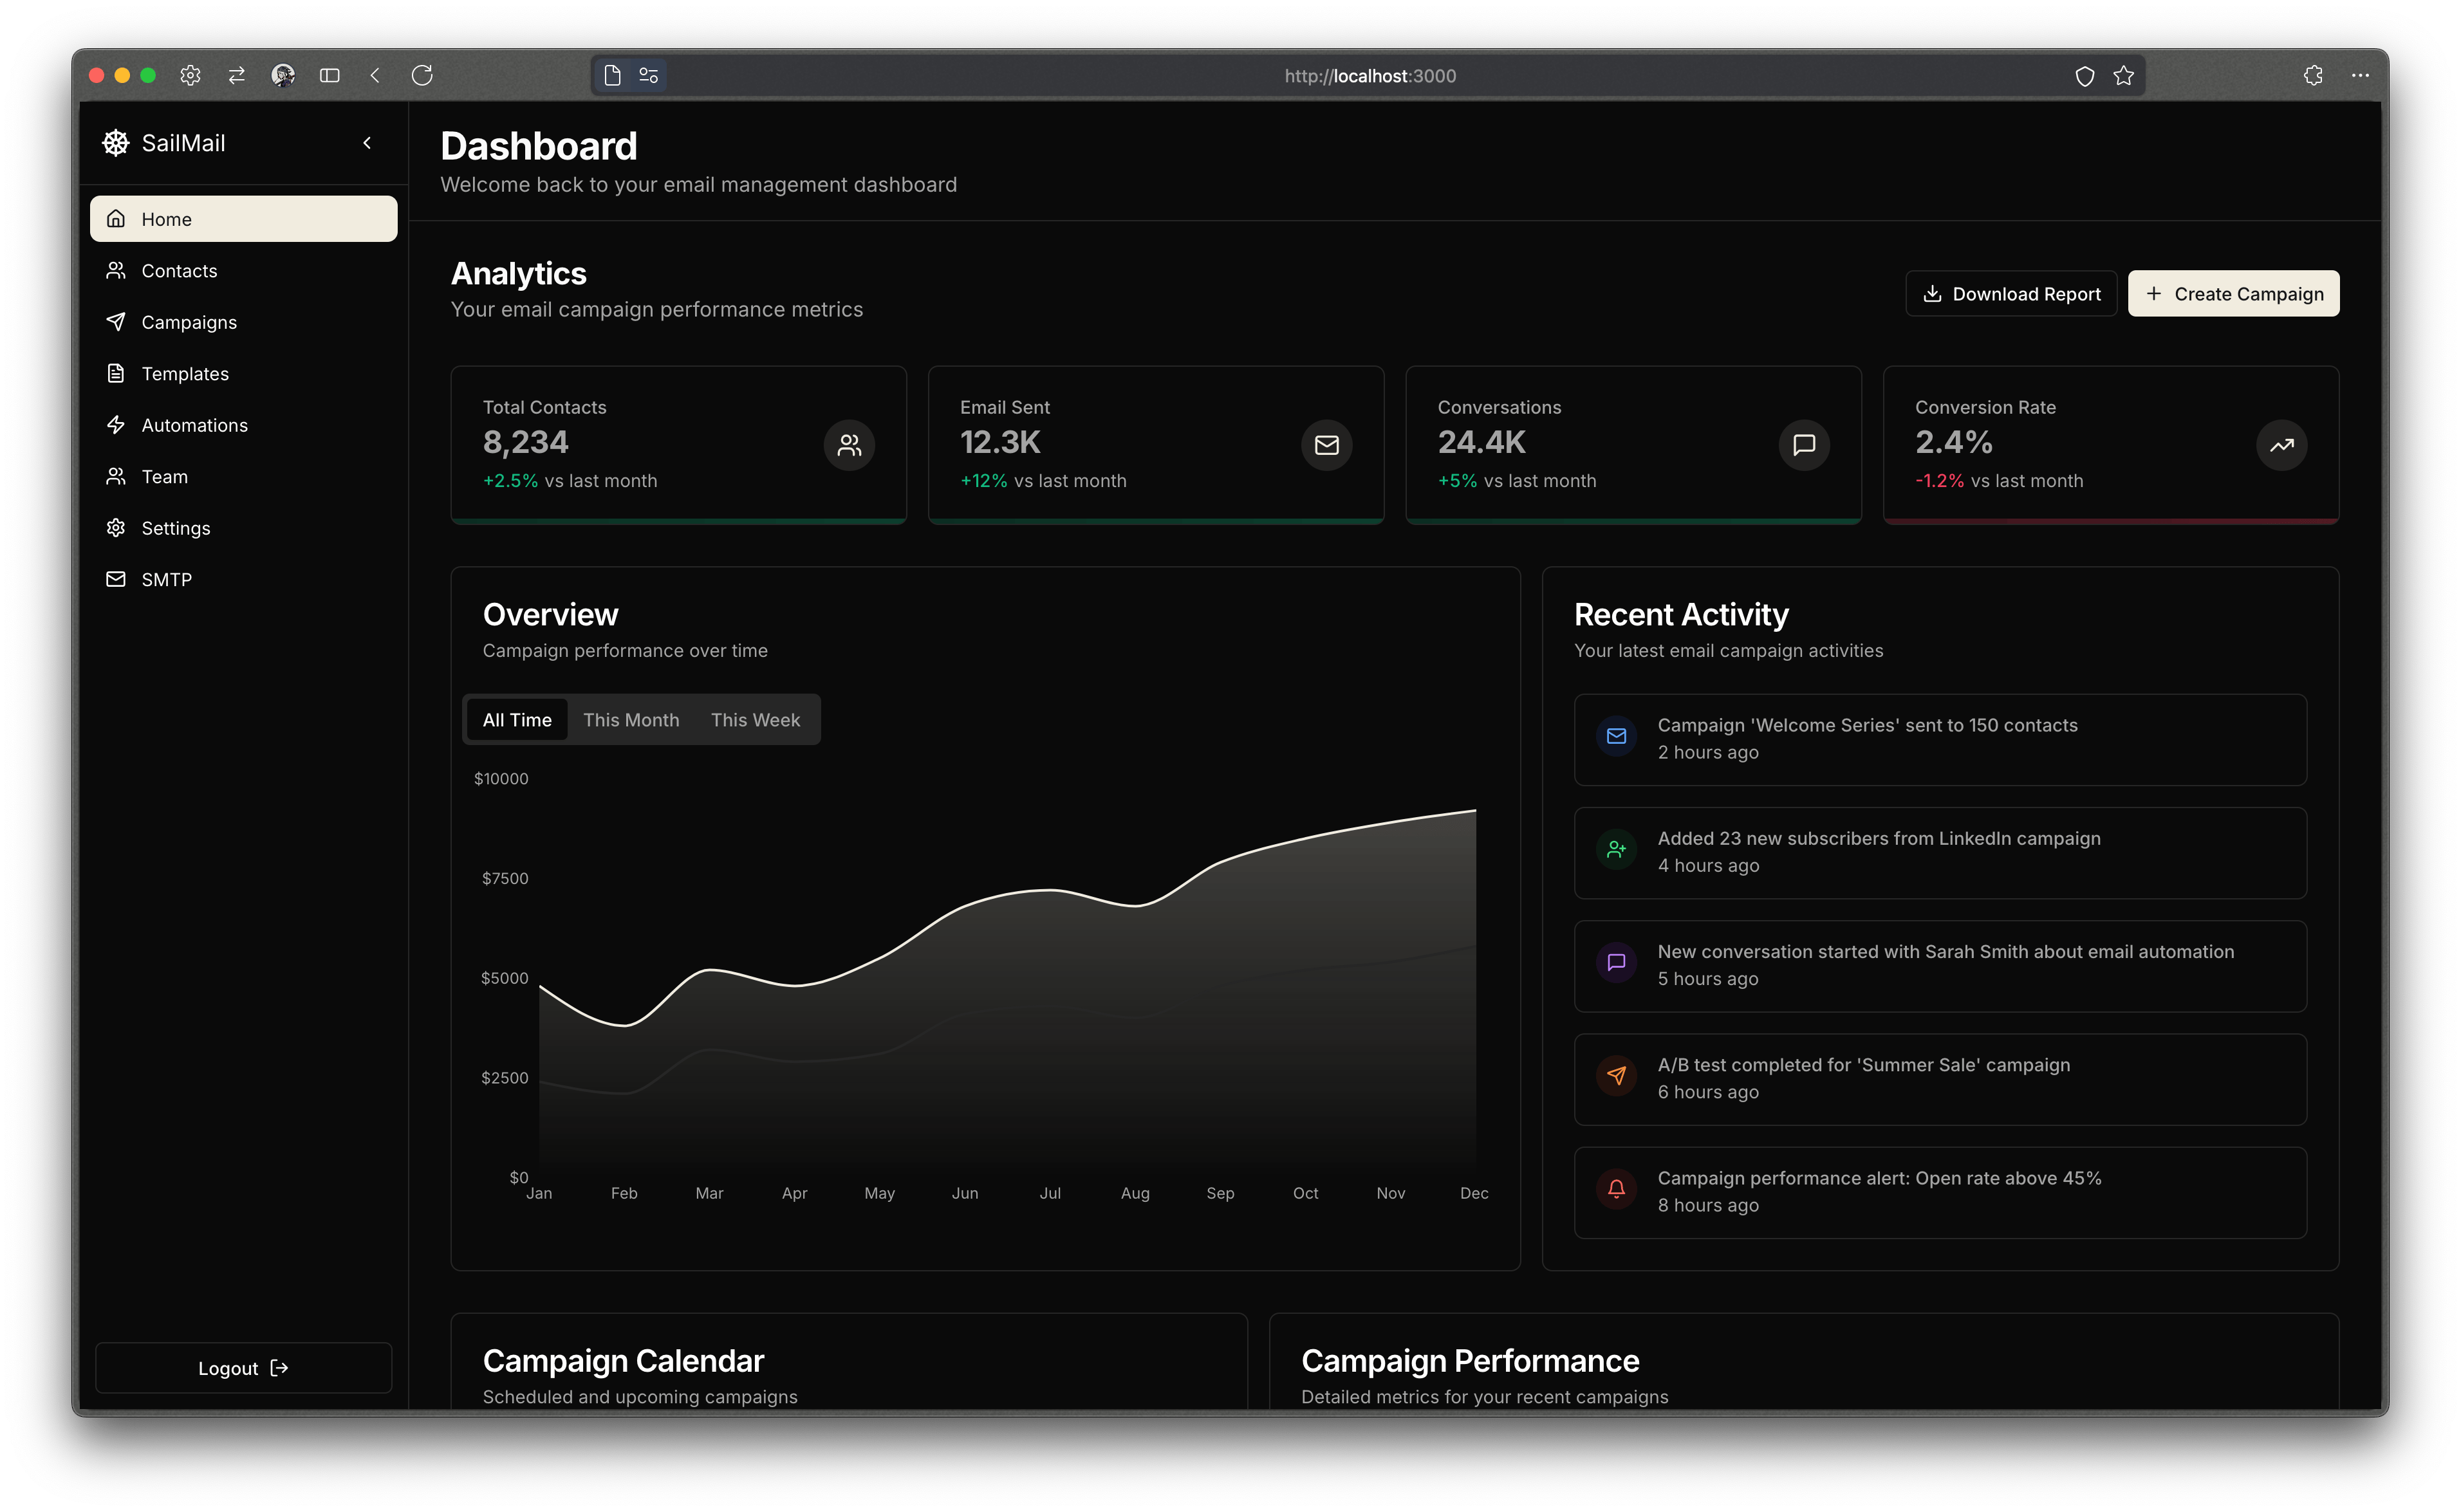 http://localhost:3000
SailMail
Home
Contacts
Campaigns
Templates
Automations
Team
Settings
SMTP
Logout
Dashboard
Welcome back to your email management dashboard
Analytics
Your email campaign performance metrics
Download Report
Create Campaign
Total Contacts
8,234
+2.5% vs last month
Email Sent
12.3K
+12% vs last month
Conversations
24.4K
+5% vs last month
Conversion Rate
2.4%
-1.2% vs last month
Overview
Campaign performance over time
All Time This Month This Week
$10000
$7500
$5000
$2500
$0
Jan Feb Mar Apr May Jun Jul Aug Sep Oct Nov Dec
Recent Activity
Your latest email campaign activities
Campaign 'Welcome Series' sent to 150 contacts
2 hours ago
Added 23 new subscribers from LinkedIn campaign
4 hours ago
New conversation started with Sarah Smith about email automation
5 hours ago
A/B test completed for 'Summer Sale' campaign
6 hours ago
Campaign performance alert: Open rate above 45%
8 hours ago
Campaign Calendar
Scheduled and upcoming campaigns
Campaign Performance
Detailed metrics for your recent campaigns